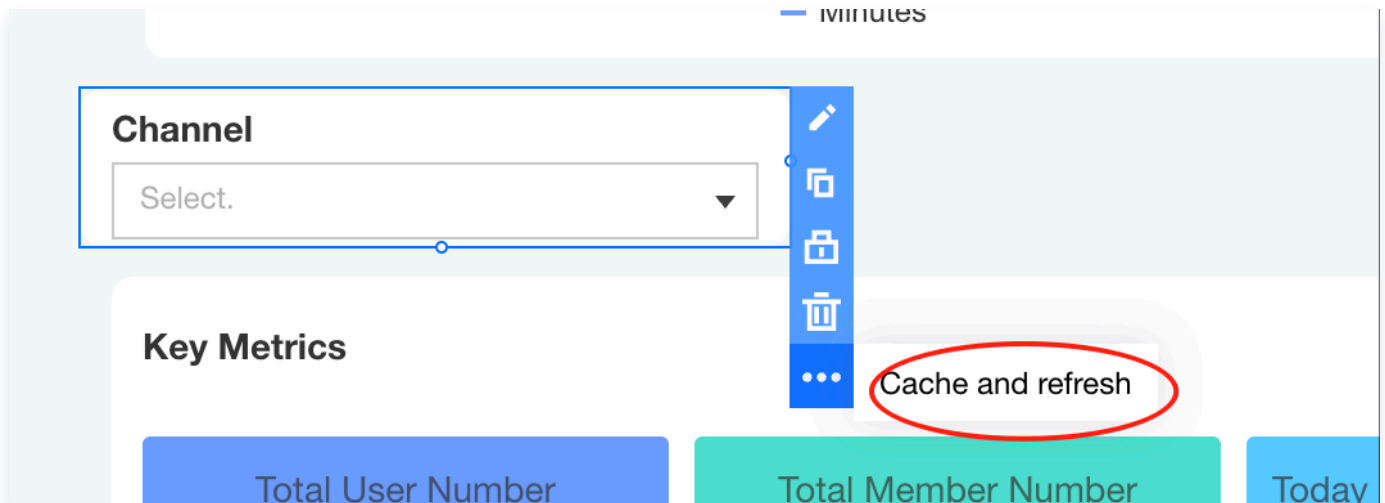 Minutes
Channel
Select.
Key Metrics
Cache and refresh
Total User Number
Total Member Number
Today